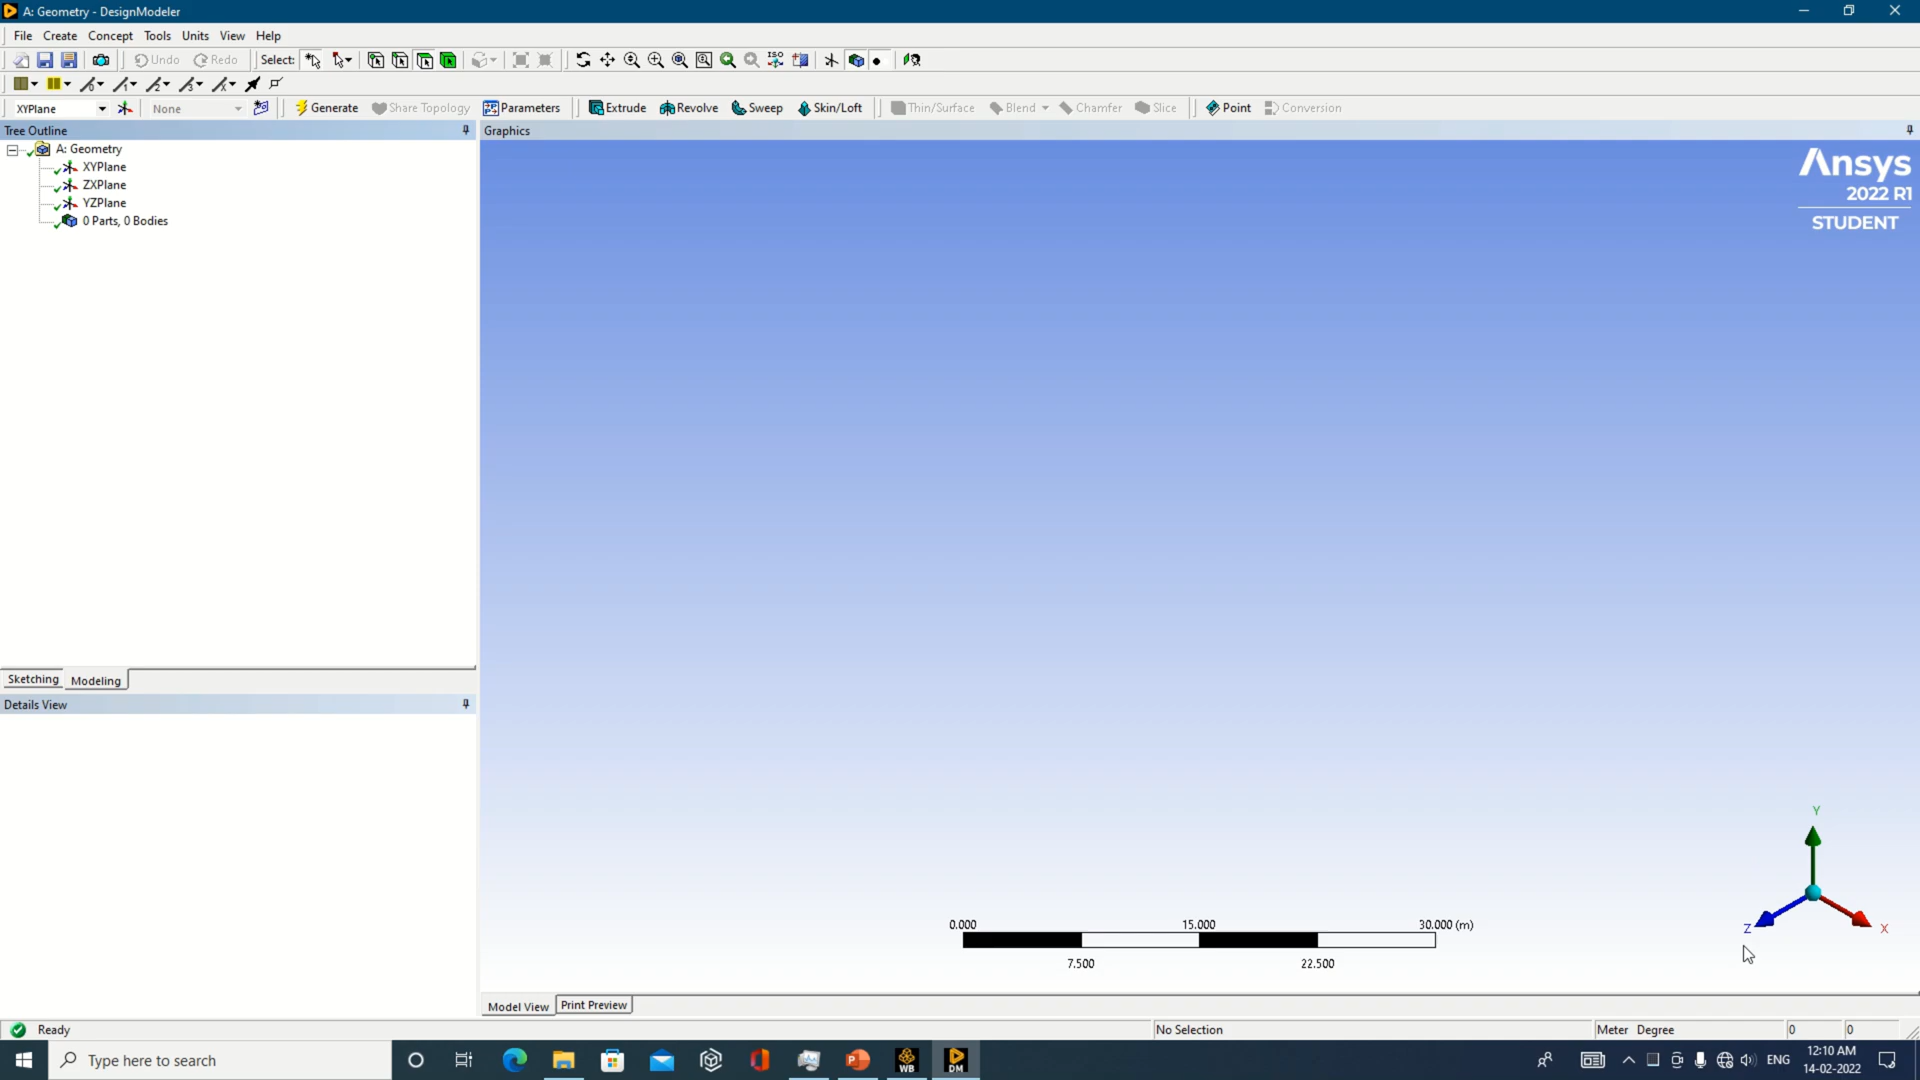 A: Geometry - DesignModeler
File Create Concept Tools Units View Help
Undo Redo Select: ISO
XYPlane None Generate Share Topology Parameters Extrude Revolve Sweep Skin/Loft Thin/Surface Blend Chamfer Slice Point Conversion
Tree Outline
Graphics
A: Geometry
XYPlane
ZXPlane
YZPlane
0 Parts, 0 Bodies
Ansys
2022 R1
STUDENT
Sketching Modeling
Details View
Y
Z
X
0.000 15.000 30.000 (m)
7.500 22.500
Model View Print Preview
Ready No Selection Meter Degree 0 0
Type here to search
WB
DM
ENG
12:10 AM
14-02-2022